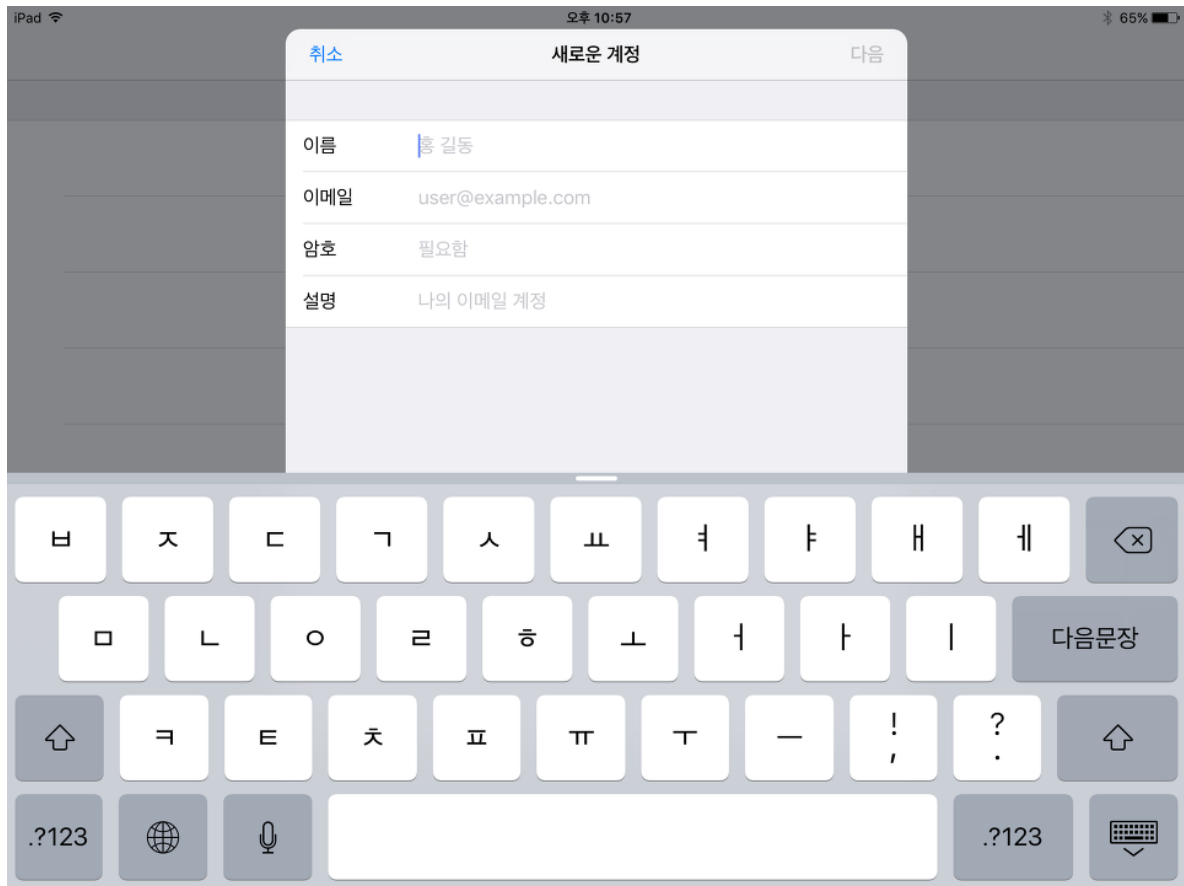 iPad 오후 10:57 65%
취소 새로운 계정 다음
이름 홍 길동
이메일 user@example.com
암호 필요함
설명 나의 이메일 계정
ㅂ ㅈ ㄷ ㄱ ㅅ ㅛ ㅕ ㅑ ㅐ ㅔ
ㅁ ㄴ ㅇ ㄹ ㅎ ㅗ ㅓ ㅏ ㅣ 다음문장
ㅋ ㅌ ㅊ ㅍ ㅠ ㅜ ㅡ ! , ? .
.?123 .?123